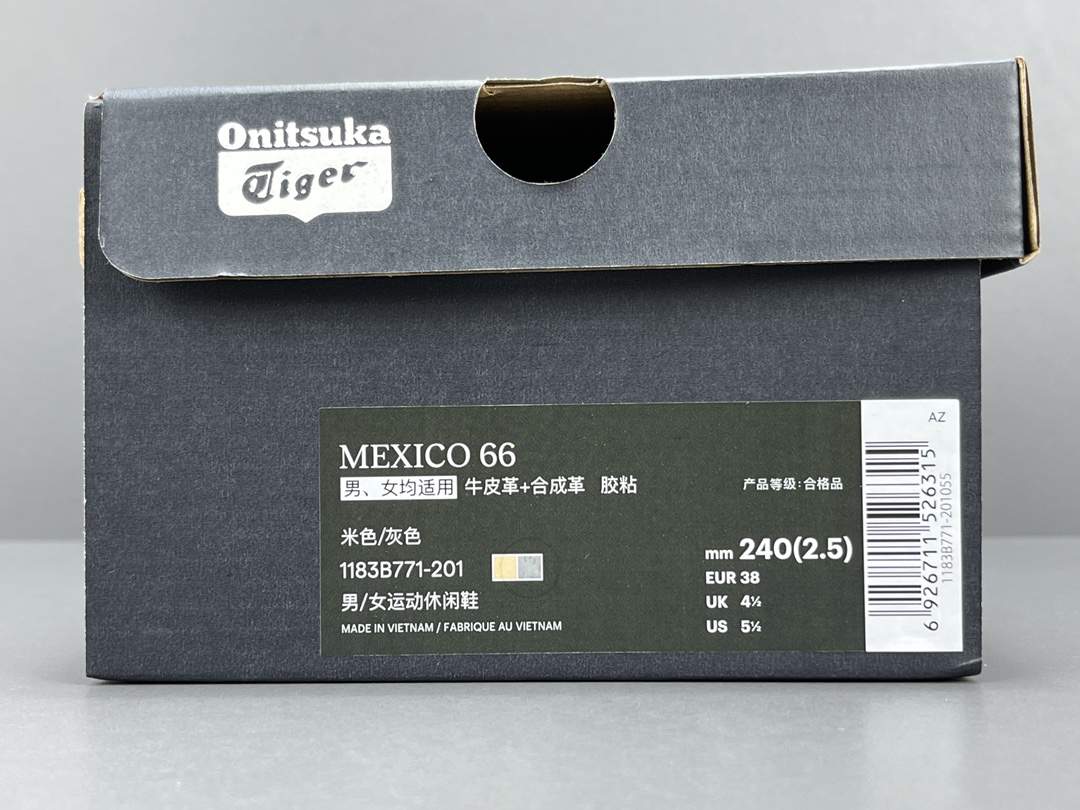 Onitsuka
Tiger
MEXICO 66
男、女均适用 牛皮革+合成革 胶粘
产品等级:合格品
米色/灰色
1183B771-201
男/女运动休闲鞋
MADE IN VIETNAM / FABRIQUE AU VIETNAM
mm 240(2.5)
EUR 38
UK 4½
US 5½
AZ
6 926711 526315
1183B771-201055